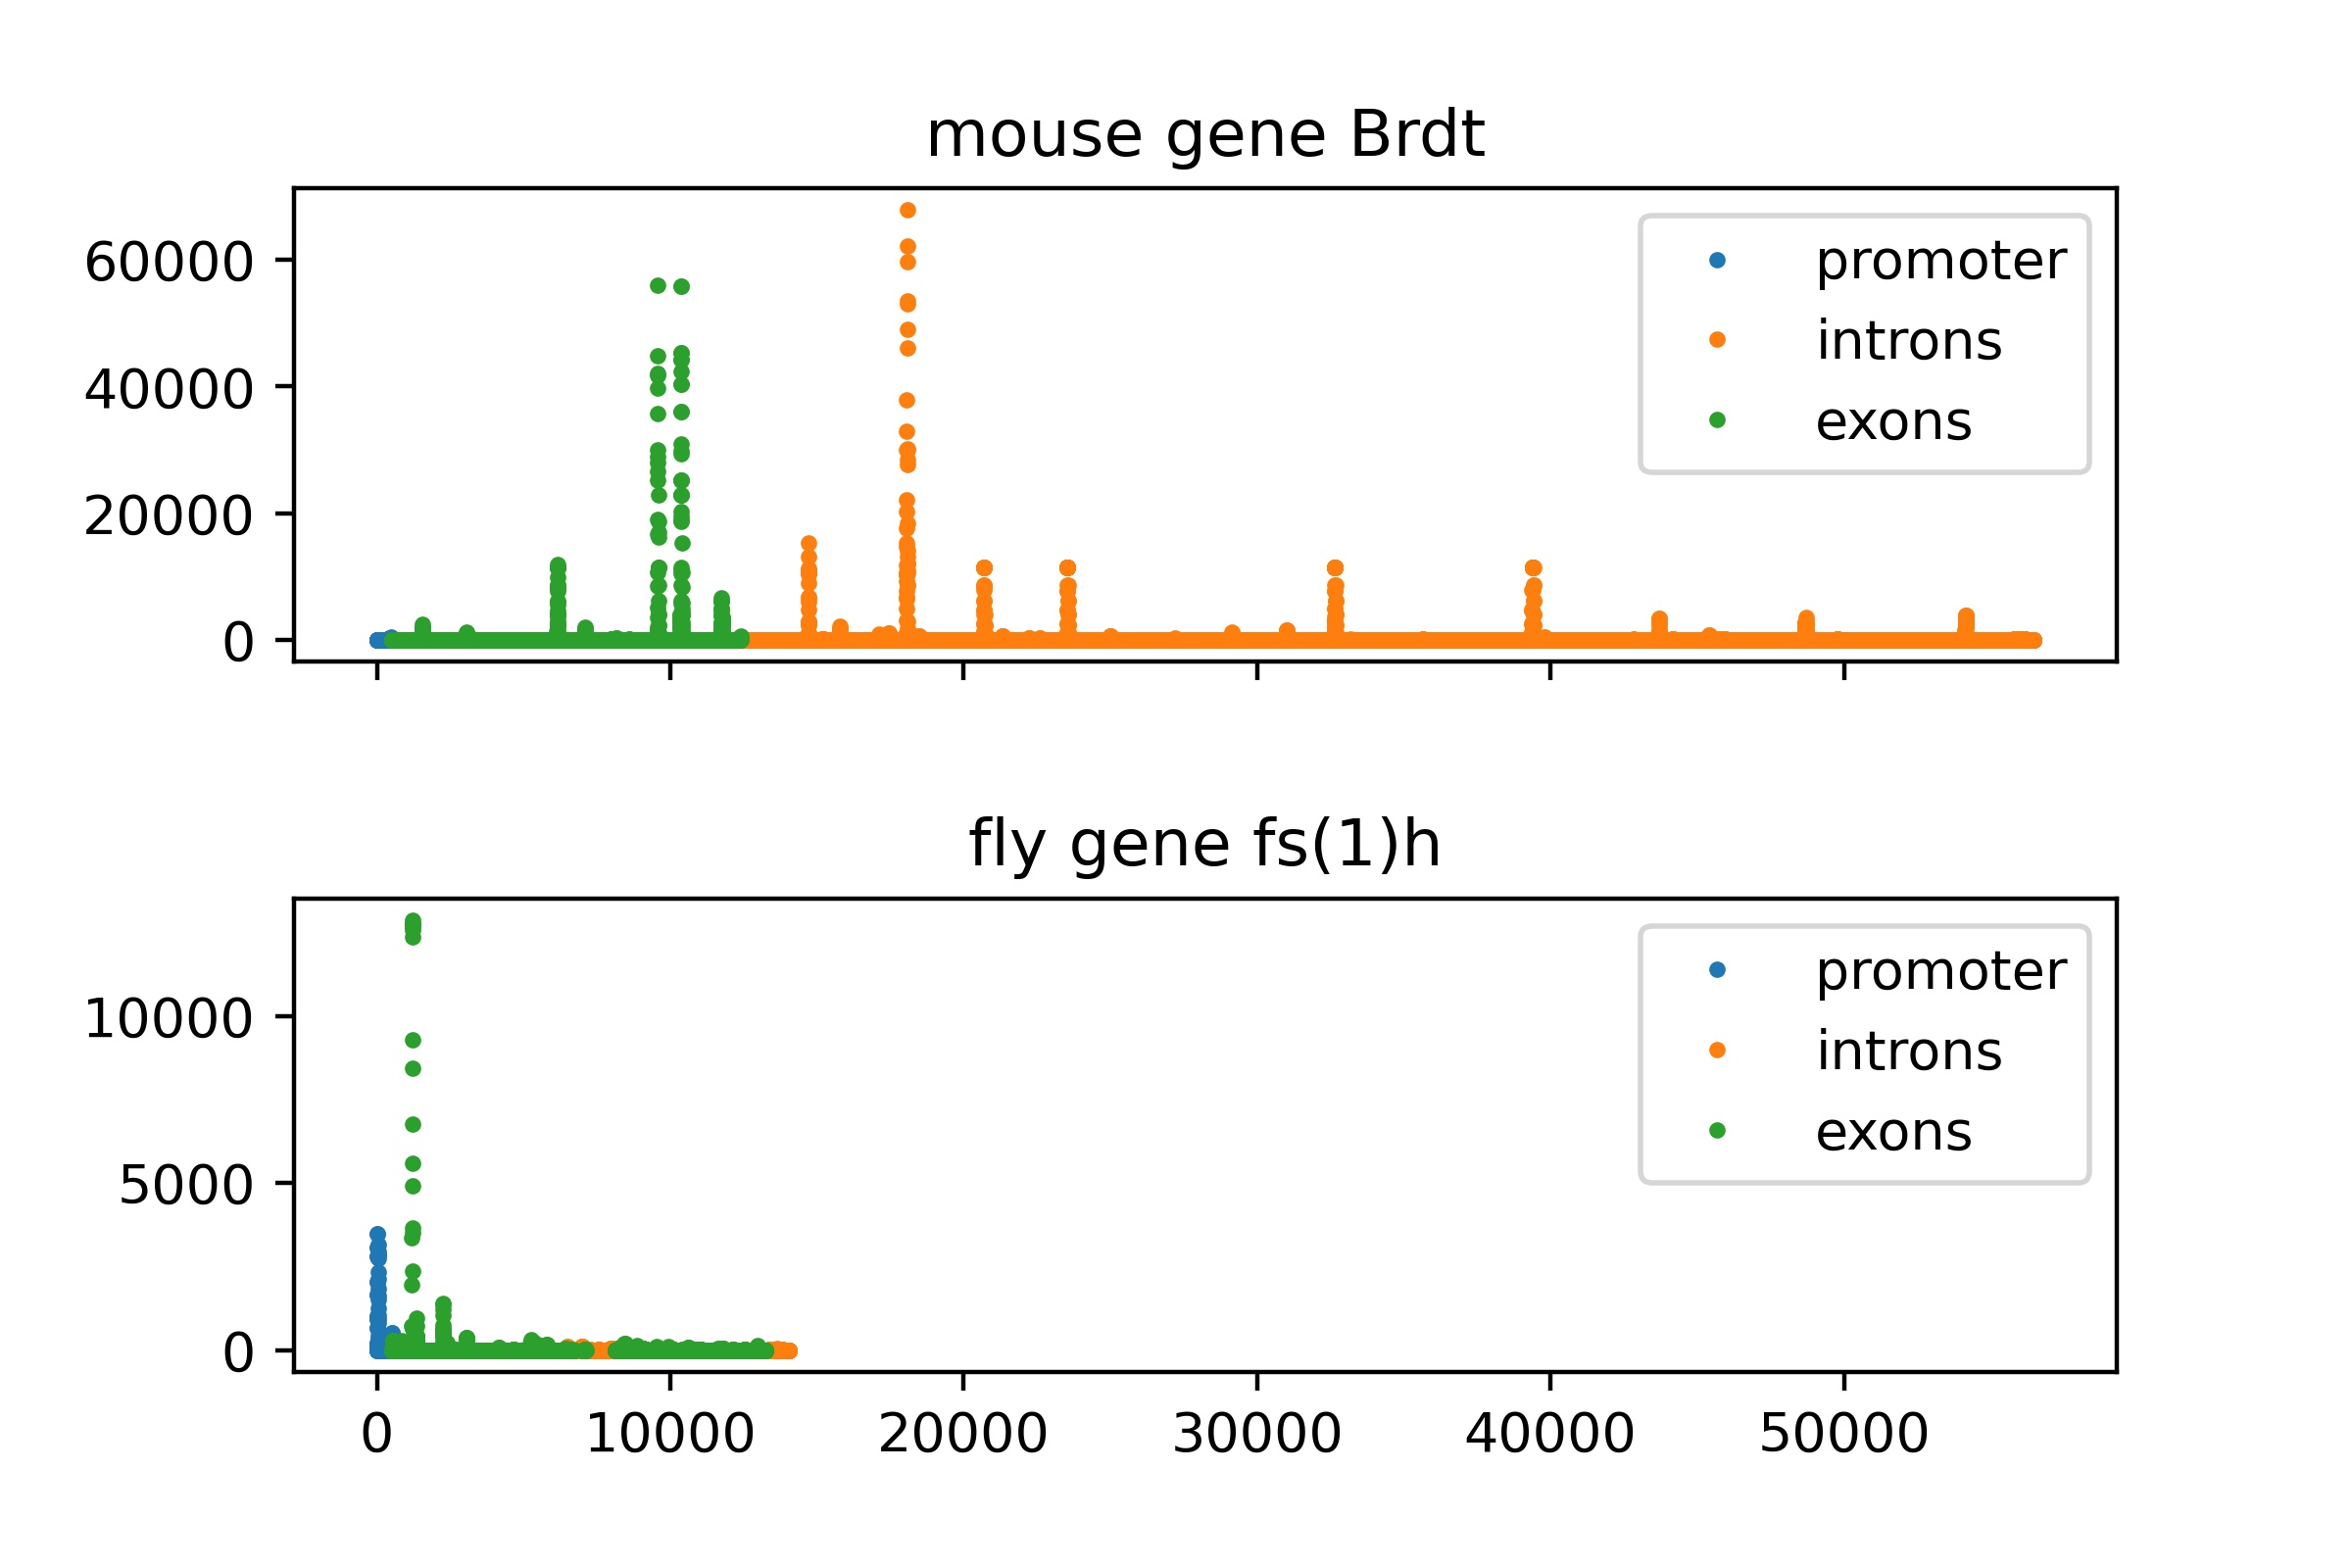 mouse gene Brdt
60000
40000
20000
0
promoter
introns
exons
fly gene fs(1)h
10000
5000
0
promoter
introns
exons
0 10000 20000 30000 40000 50000